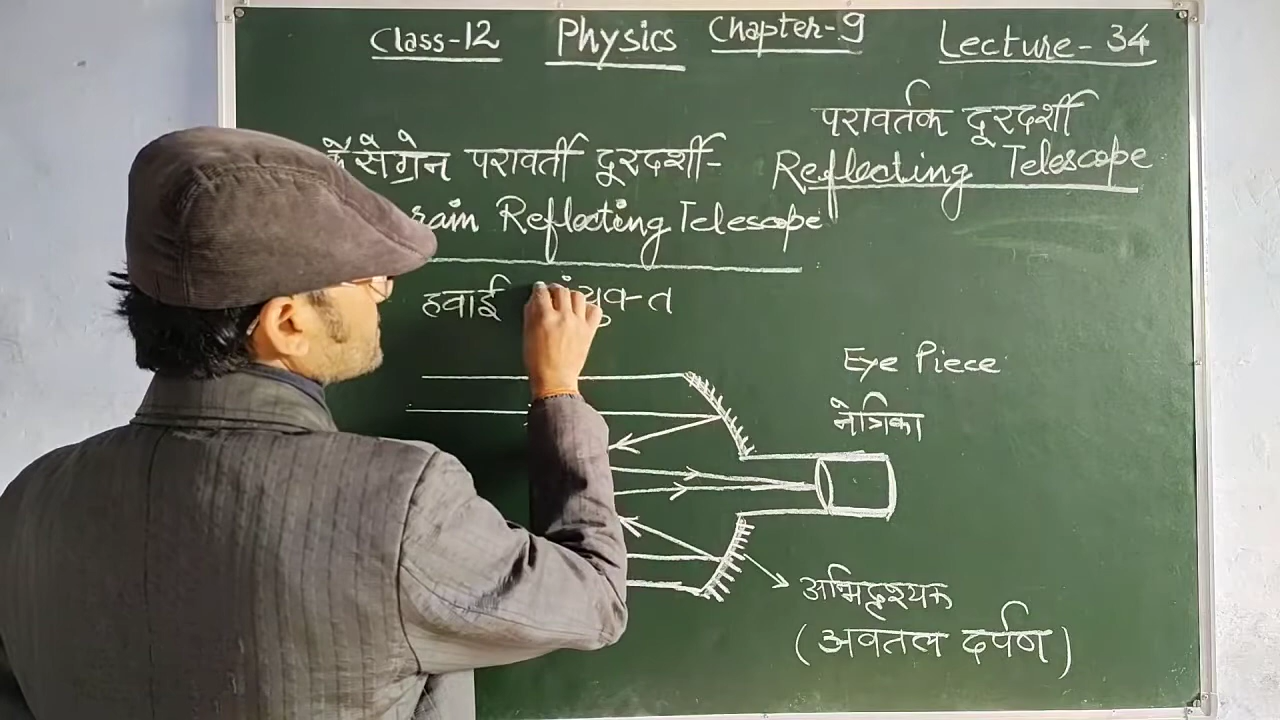 Class-12 Physics Chapter-9 Lecture-34
परावर्तक दूरदर्शी
Reflecting Telescope
कैसेग्रेन परावर्ती दूरदर्शी-
Reflecting Telescope
हवाई
Eye Piece
नेत्रिका
अभिदृश्यक
(अवतल दर्पण)